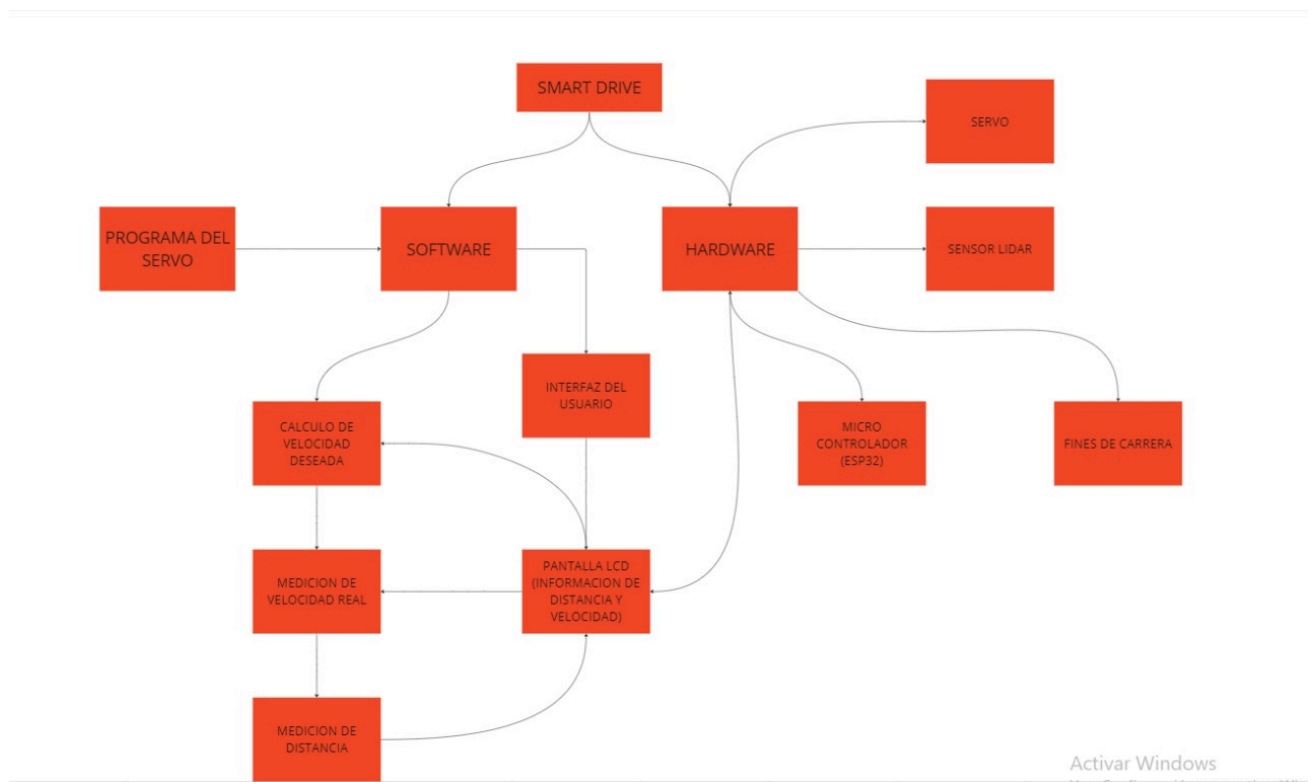 SMART DRIVE
SERVO
PROGRAMA DEL
SERVO
SOFTWARE
HARDWARE
SENSOR LIDAR
INTERFAZ DEL
USUARIO
CALCULO DE
VELOCIDAD
DESEADA
MICRO
CONTROLADOR
(ESP32)
FINES DE CARRERA
MEDICION DE
VELOCIDAD REAL
PANTALLA LCD
(INFORMACION DE
DISTANCIA Y
VELOCIDAD)
MEDICION DE
DISTANCIA
Activar Windows